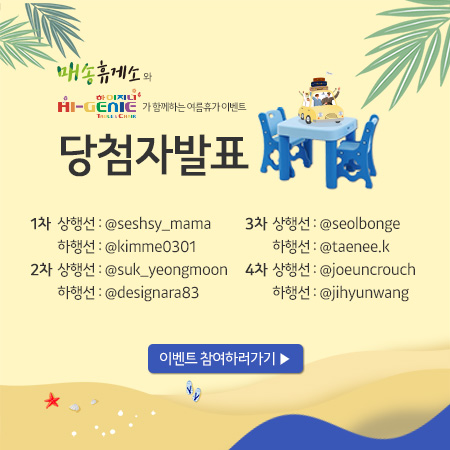 매송휴게소 와
하이지니
HI-GENIE 가 함께하는 여름휴가 이벤트
TABLE & CHAIR
당첨자발표
1차 상행선 : @seshsy_mama
하행선 : @kimme0301
2차 상행선 : @suk_yeongmoon
하행선 : @designara83
3차 상행선 : @seolbonge
하행선 : @taenee.k
4차 상행선 : @joeuncrouch
하행선 : @jihyunwang
이벤트 참여하러가기 ▶